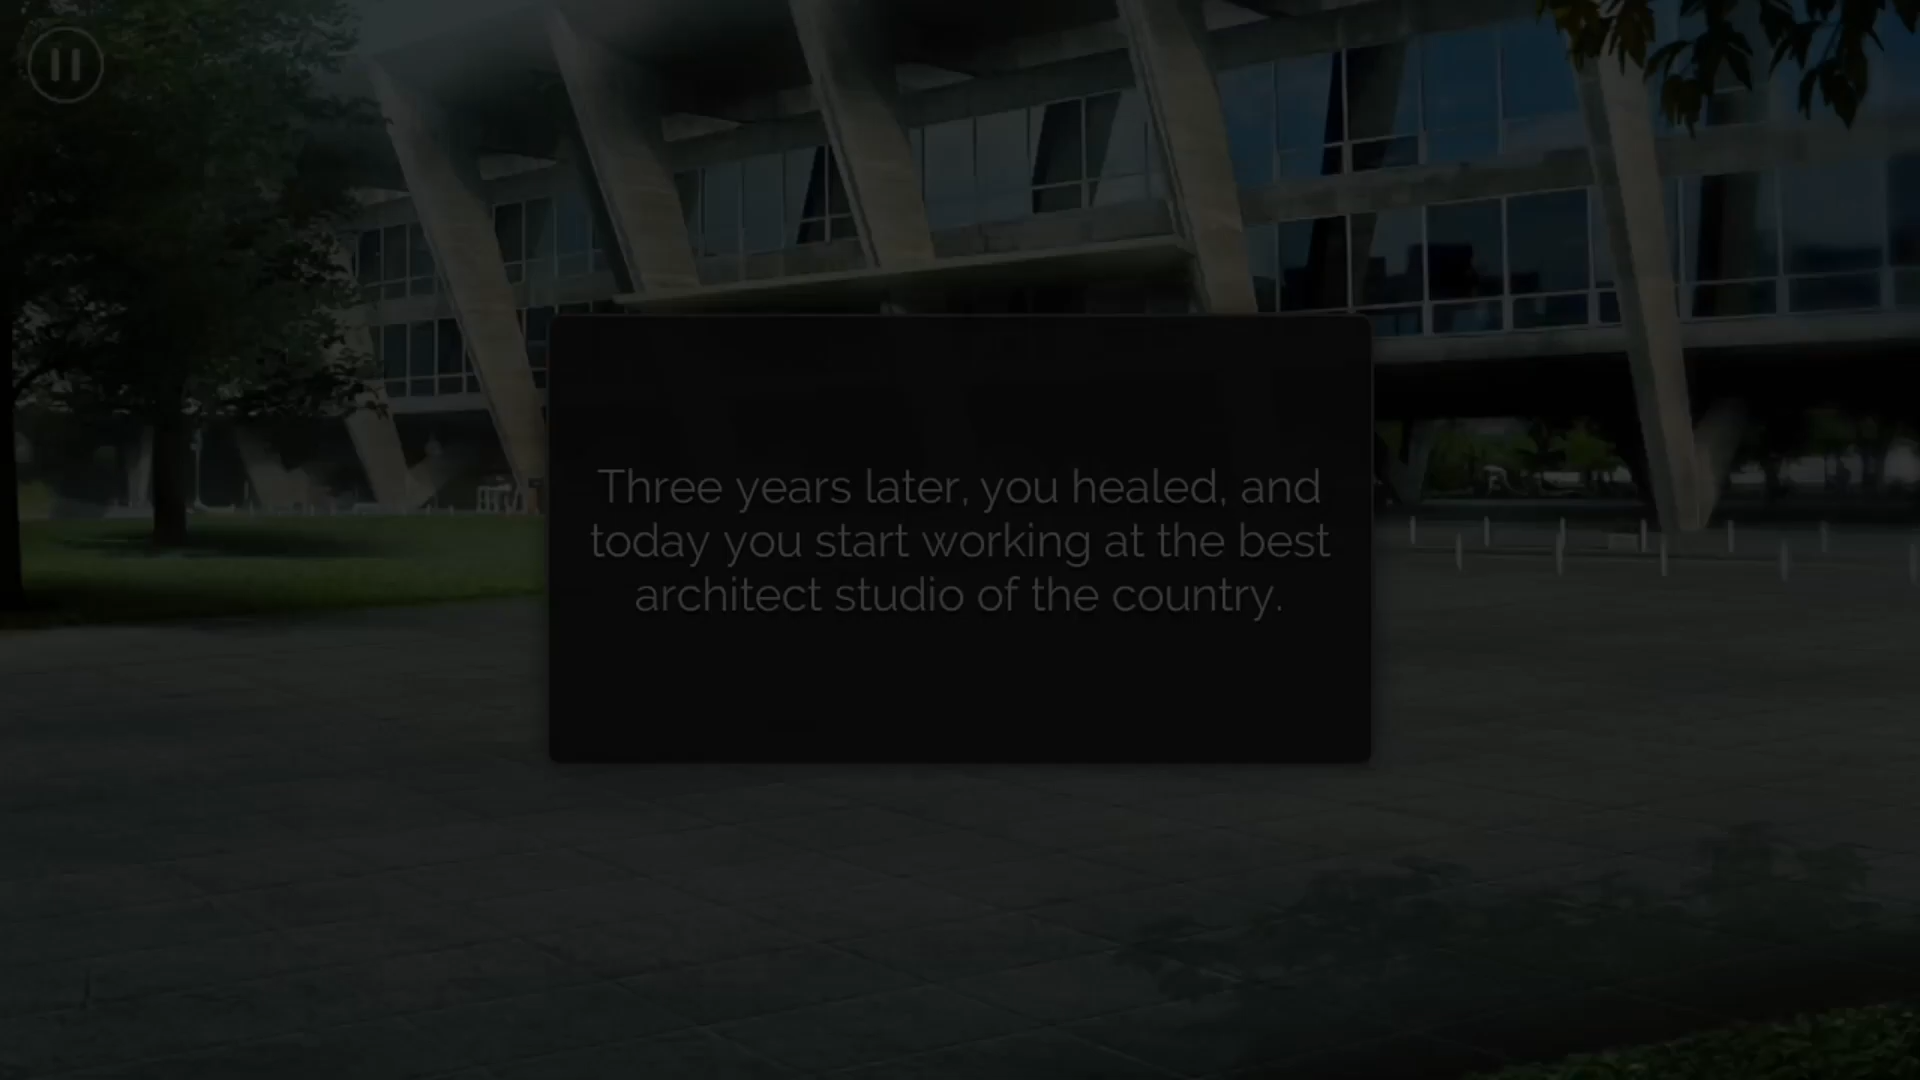 Three years later, you healed, and
today you start working at the best
architect studio of the country.